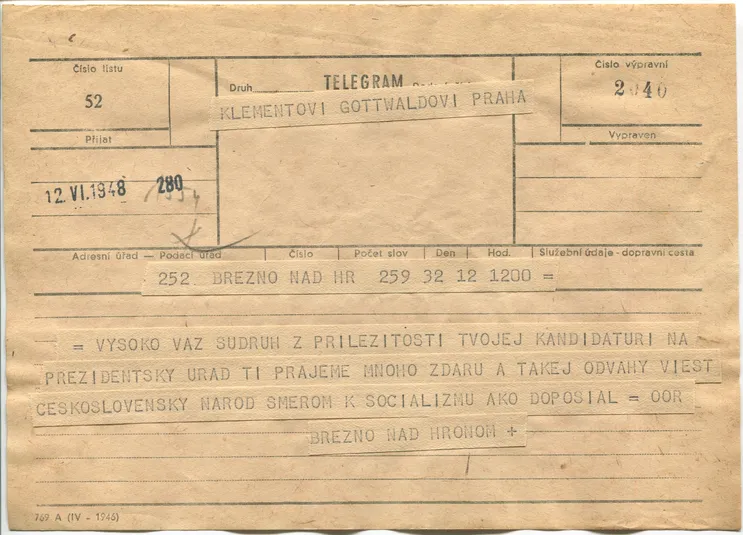 Číslo listu
52
Přijat
12. VI. 1948 280
Druh
TELEGRAM
KLEMENTOVI GOTTWALDOVI PRAHA
Číslo výpravní
40
Vypraven
Adresní úřad — Podací úřad Číslo Počet slov Den Hod. Služební údaje - dopravní cesta
252 BREZNO NAD HR 259 32 12 1200 =
= VYSOKO VAZ SUDRUH Z PRILEZITOSTI TVOJEJ KANDIDATURI NA
PREZIDENTSKY URAD TI PRAJEME MNOHO ZDARU A TAKEJ ODVAHY VIEST
CESKOSLOVENSKY NAROD SMEROM K SOCIALIZMU AKO DOPOSIAL = OOR
BREZNO NAD HRONOM +
769 A (IV - 1946)